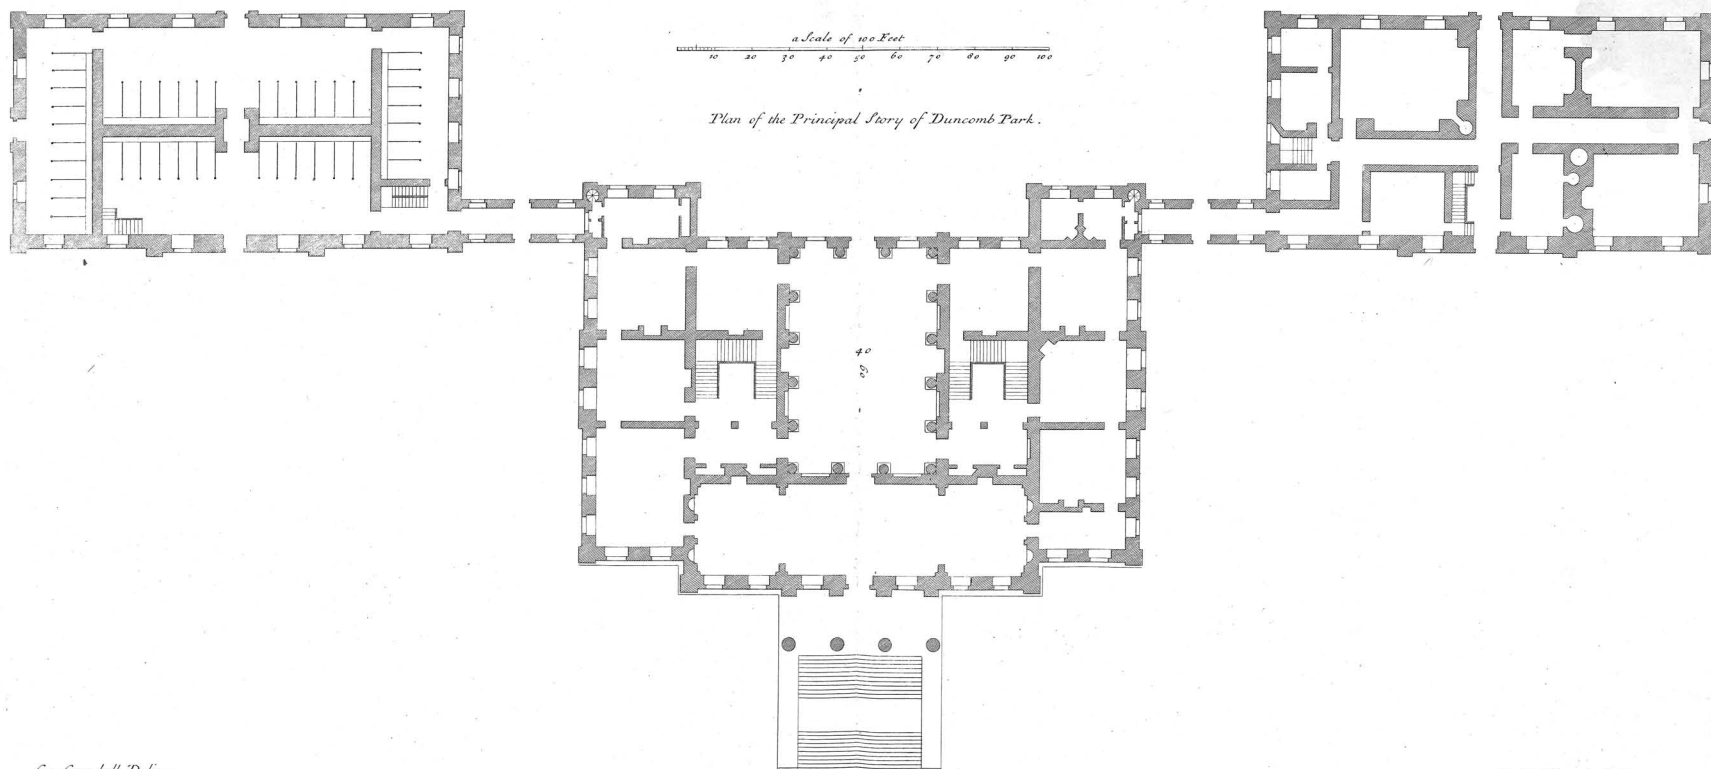 a Scale of 100 Feet
10 20 30 40 50 60 70 80 90 100
Plan of the Principal Story of Duncomb Park.
40
60